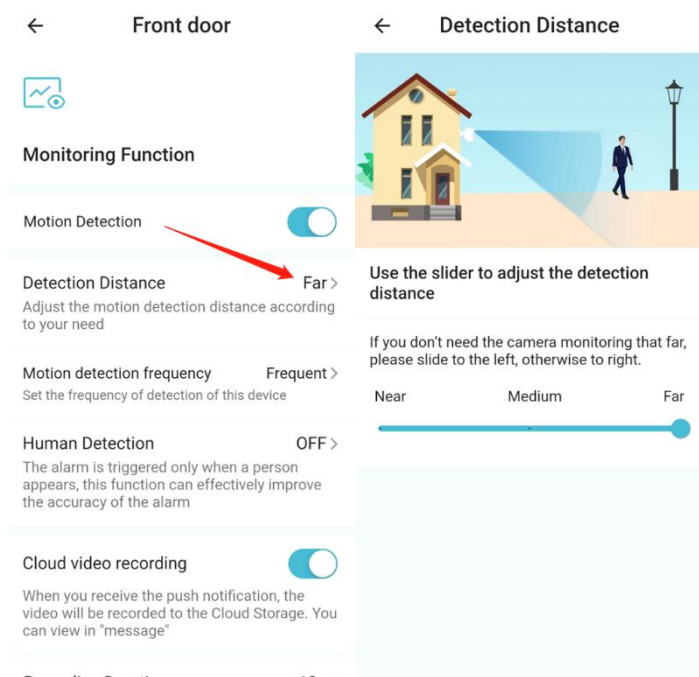 Front door
Monitoring Function
Motion Detection
Detection Distance
Far
Adjust the motion detection distance according
to your need
Motion detection frequency
Frequent
Set the frequency of detection of this
device
Human Detection
OFF
The alarm is triggered only when a person
appears, this function can effectively improve
the accuracy of the alarm
Cloud video recording
When you receive the push notification, the
video will be recorded to the Cloud Storage. You
can view in "message"
Detection Distance
Use the slider to adjust the detection
distance
If you don't need the camera monitoring that far,
please slide to the left, otherwise to right.
Near
Medium
Far